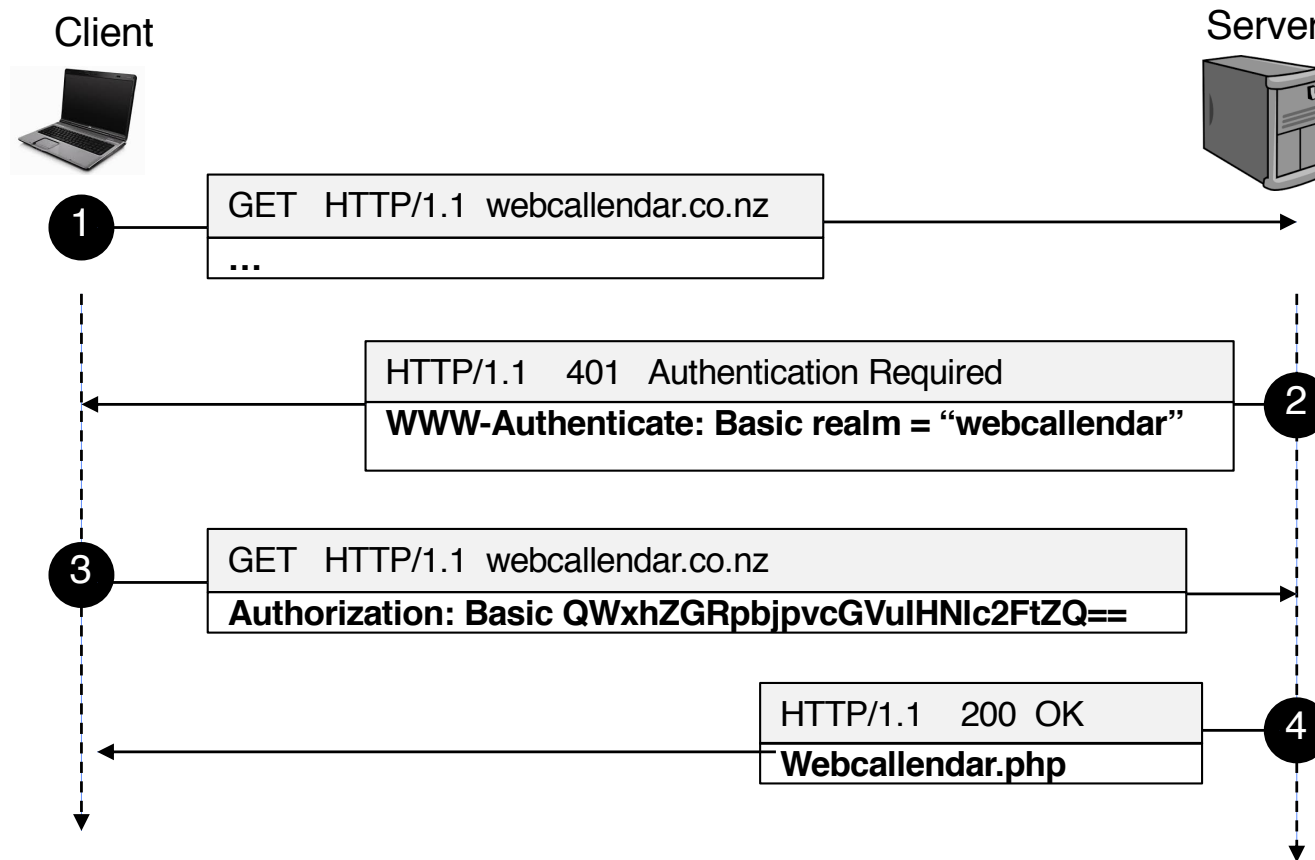 Client
Server
1
GET HTTP/1.1 webcallendar.co.nz
...
HTTP/1.1 401 Authentication Required
2
WWW-Authenticate: Basic realm = “webcallendar”
3
GET HTTP/1.1 webcallendar.co.nz
Authorization: Basic QWxhZGRpbjpvcGVuIHNlc2FtZQ==
HTTP/1.1 200 OK
4
Webcallendar.php